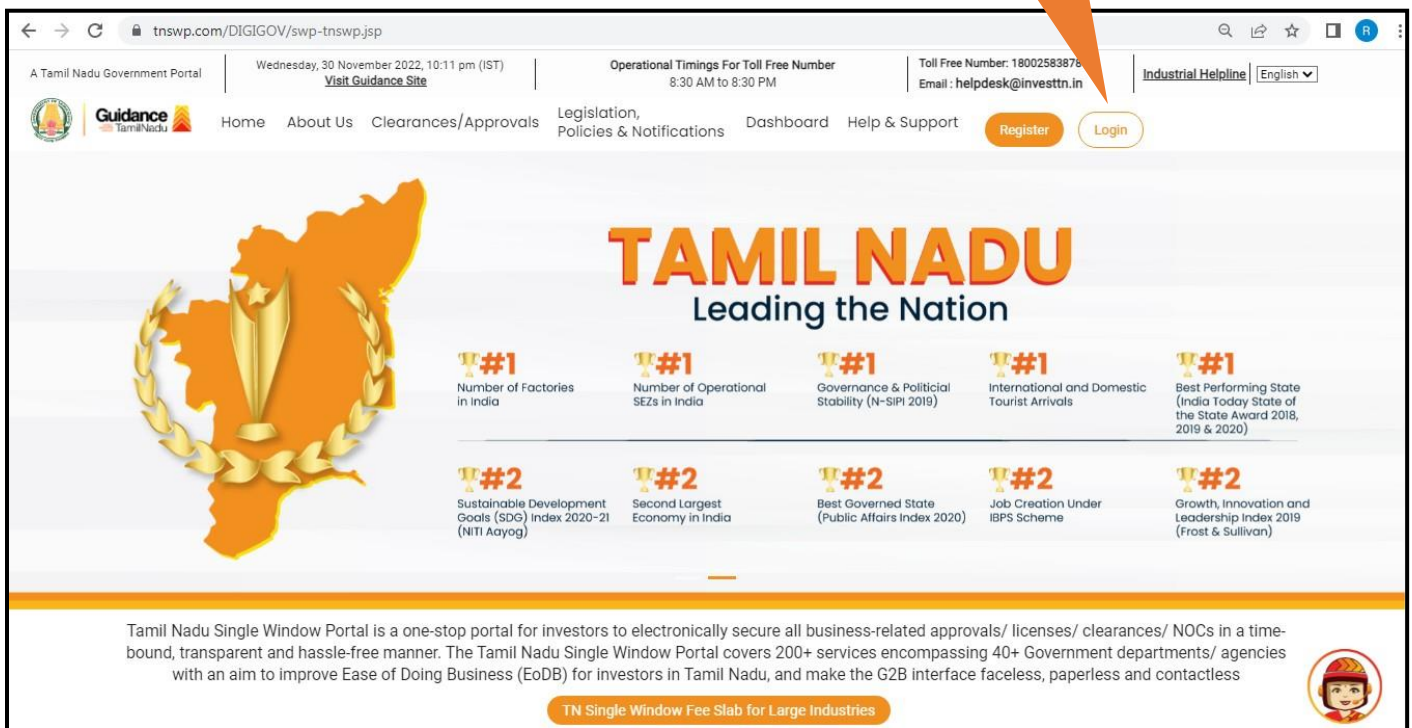 tnswp.com/DIGIGOV/swp-tnswp.jsp
R
A Tamil Nadu Government Portal
Wednesday, 30 November 2022, 10:11 pm (IST)
Visit Guidance Site
Operational Timings For Toll Free Number
8:30 AM to 8:30 PM
Toll Free Number: 18002583878
Email : helpdesk@investtn.in
Industrial Helpline
English
Guidance
TamilNadu
Home
About Us
Clearances/Approvals
Legislation,
Policies & Notifications
Dashboard
Help & Support
Register
Login
TAMIL NADU
Leading the Nation
#1
Number of Factories
in India
#1
Number of Operational
SEZs in India
#1
Governance & Politicial
Stability (N-SIPI 2019)
#1
International and Domestic
Tourist Arrivals
#1
Best Performing State
(India Today State of
the State Award 2018,
2019 & 2020)
#2
Sustainable Development
Goals (SDG) Index 2020-21
(NITI Aayog)
#2
Second Largest
Economy in India
#2
Best Governed State
(Public Affairs Index 2020)
#2
Job Creation Under
IBPS Scheme
#2
Growth, Innovation and
Leadership Index 2019
(Frost & Sullivan)
Tamil Nadu Single Window Portal is a one-stop portal for investors to electronically secure all business-related approvals/ licenses/ clearances/ NOCs in a time-
bound, transparent and hassle-free manner. The Tamil Nadu Single Window Portal covers 200+ services encompassing 40+ Government departments/ agencies
with an aim to improve Ease of Doing Business (EoDB) for investors in Tamil Nadu, and make the G2B interface faceless, paperless and contactless
TN Single Window Fee Slab for Large Industries